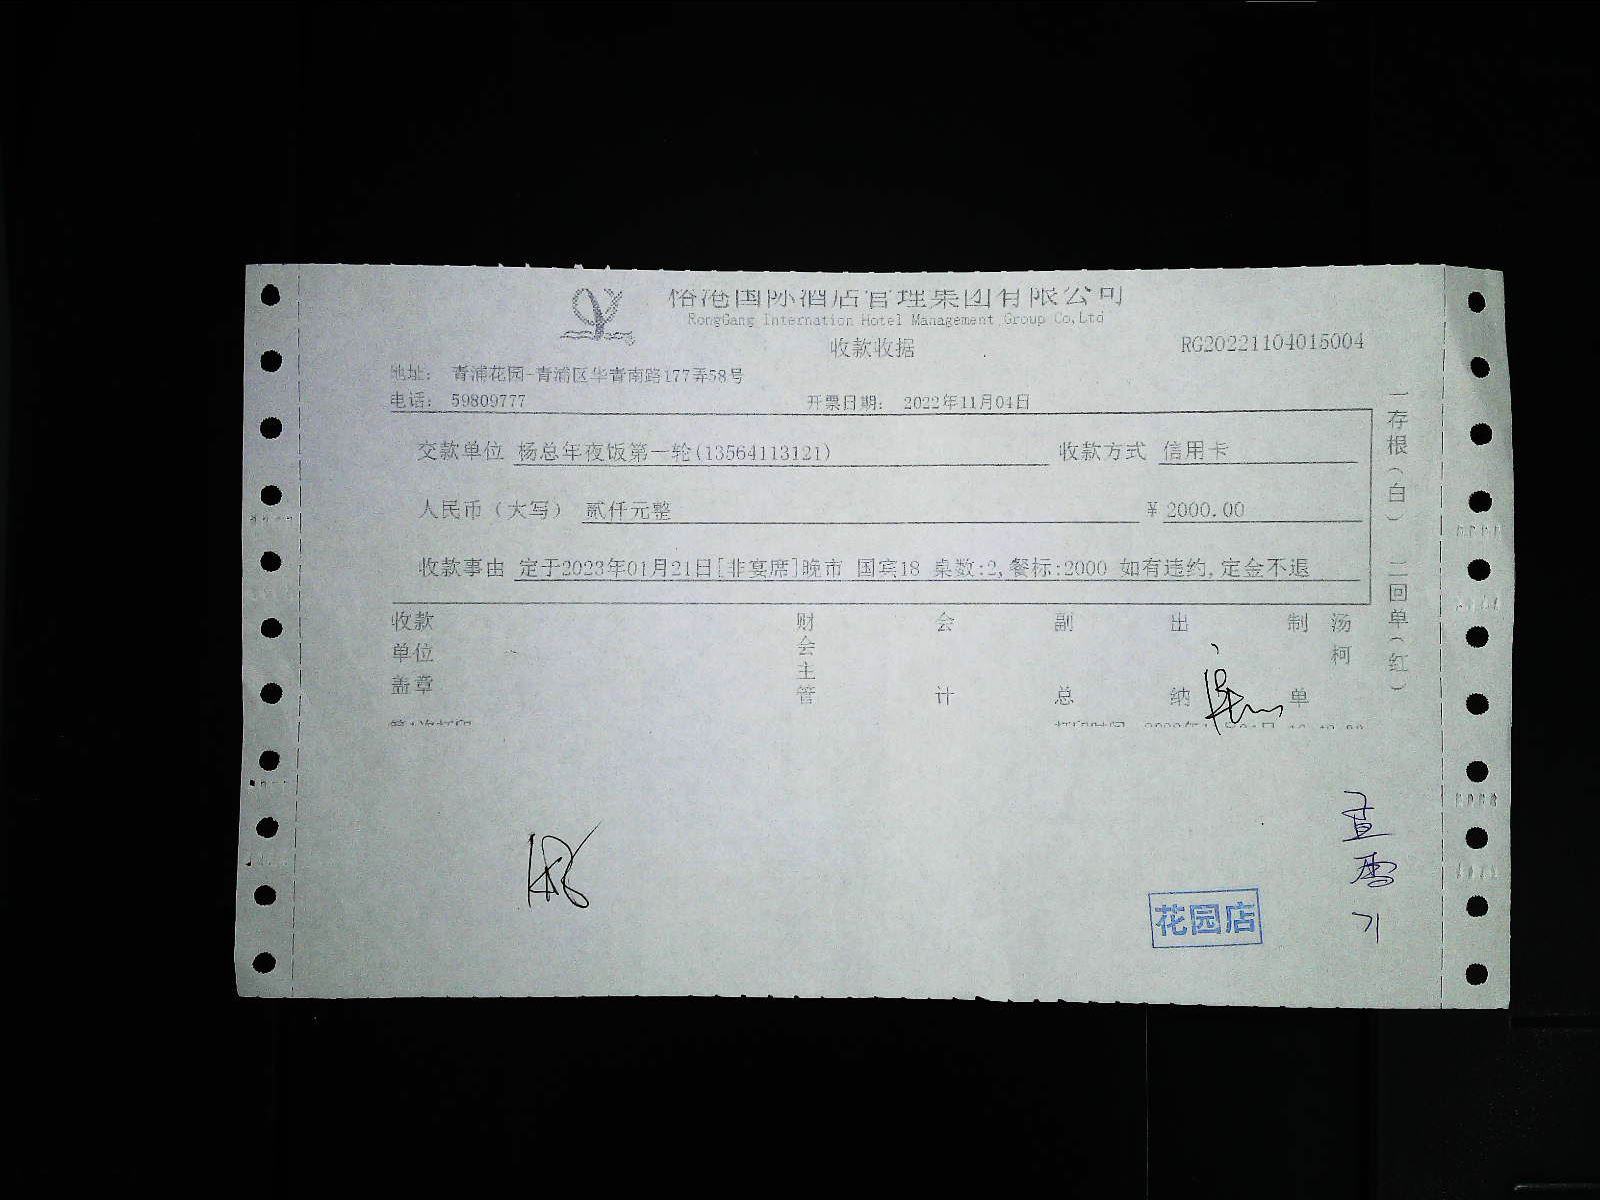 国际酒店管理集团有限公司
RongGang Internation Hotel Management Group Co,Ltd
收款收据
RG20221104015004
地址： 青浦花园-青浦区华青南路177弄58号
电话： 59809777
开票日期： 2022年11月04日
交款单位 杨总年夜饭第一轮(13564113121)
收款方式 信用卡
人民币（大写） 贰仟元整
¥ 2000.00
收款事由 定于2023年01月21日[非宴席]晚市 国宾18 桌数:2,餐标:2000 如有违约,定金不退
一存根（白） 二回单（红）
收款单位盖章
财会主管
会计
副总
出纳
制单
汤柯
花园店